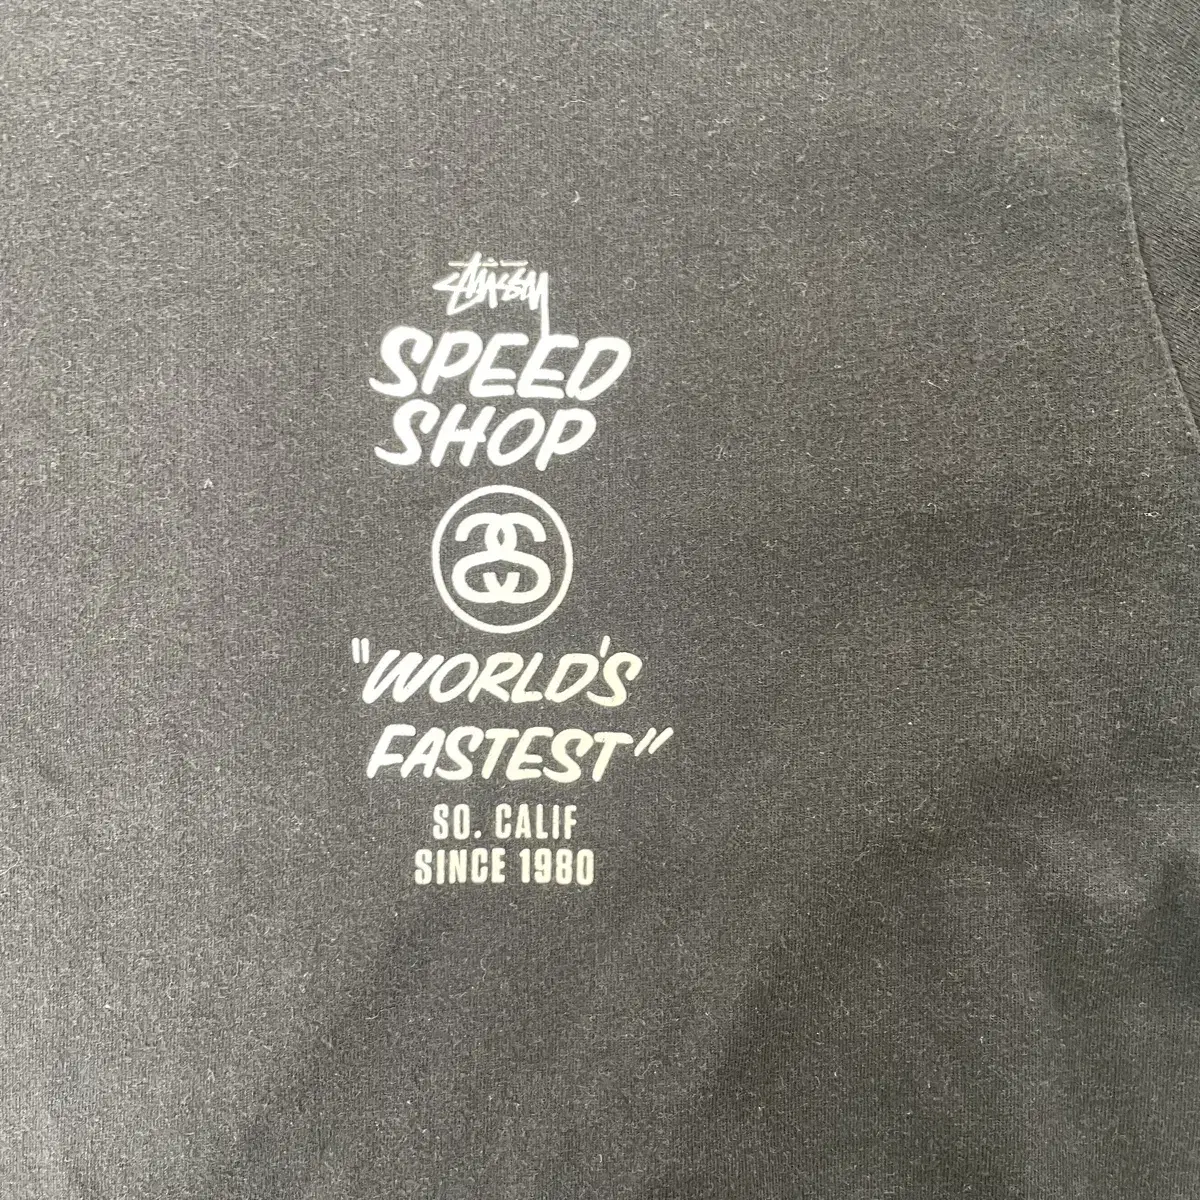 Stüssy
SPEED
SHOP
"WORLD'S
FASTEST"
SO. CALIF
SINCE 1980